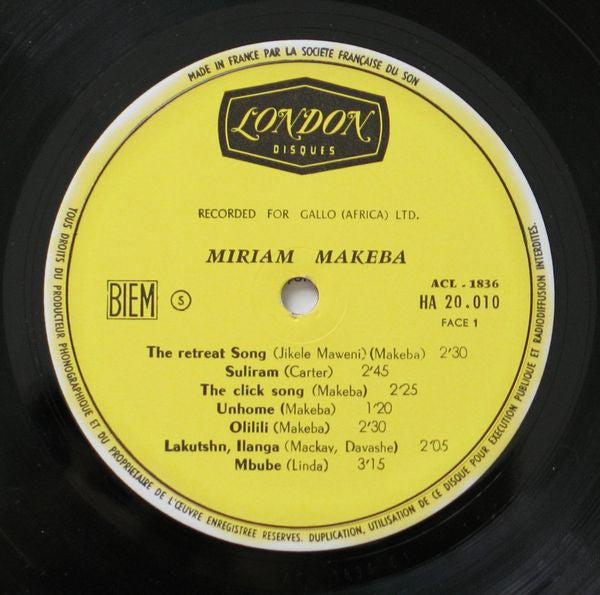 MADE IN FRANCE PAR LA SOCIETE FRANÇAISE DU SON
LONDON
DISQUES
RECORDED FOR GALLO (AFRICA) LTD.
MIRIAM MAKEBA
BIEM
S
ACL - 1836
HA 20.010
FACE 1
The retreat Song (Jikele Maweni) (Makeba) 2'30
Suliram (Carter) 2'45
The click song (Makeba) 2'25
Unhome (Makeba) 1'20
Olilili (Makeba) 2'30
Lakutshn, Ilanga (Mackav, Davashe) 2'05
Mbube (Linda) 3'15
TOUS DROITS DU PRODUCTEUR PHONOGRAPHIQUE ET DU PROPRIETAIRE DE L'ŒUVRE ENREGISTREE RESERVES. DUPLICATION, UTILISATION DE CE DISQUE POUR EXECUTION PUBLIQUE ET RADIODIFFUSION INTERDITES.